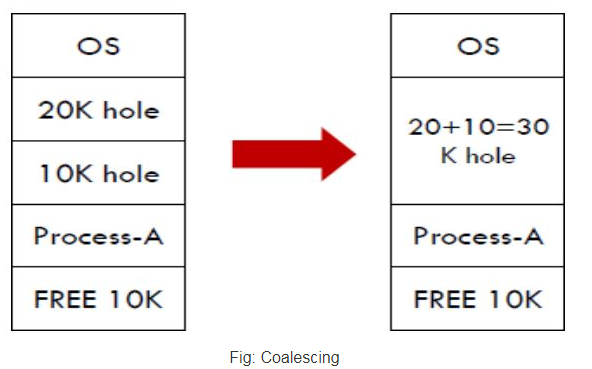 OS
20K hole
10K hole
Process-A
FREE 10K
OS
20+10=30
K hole
Process-A
FREE 10K
Fig: Coalescing